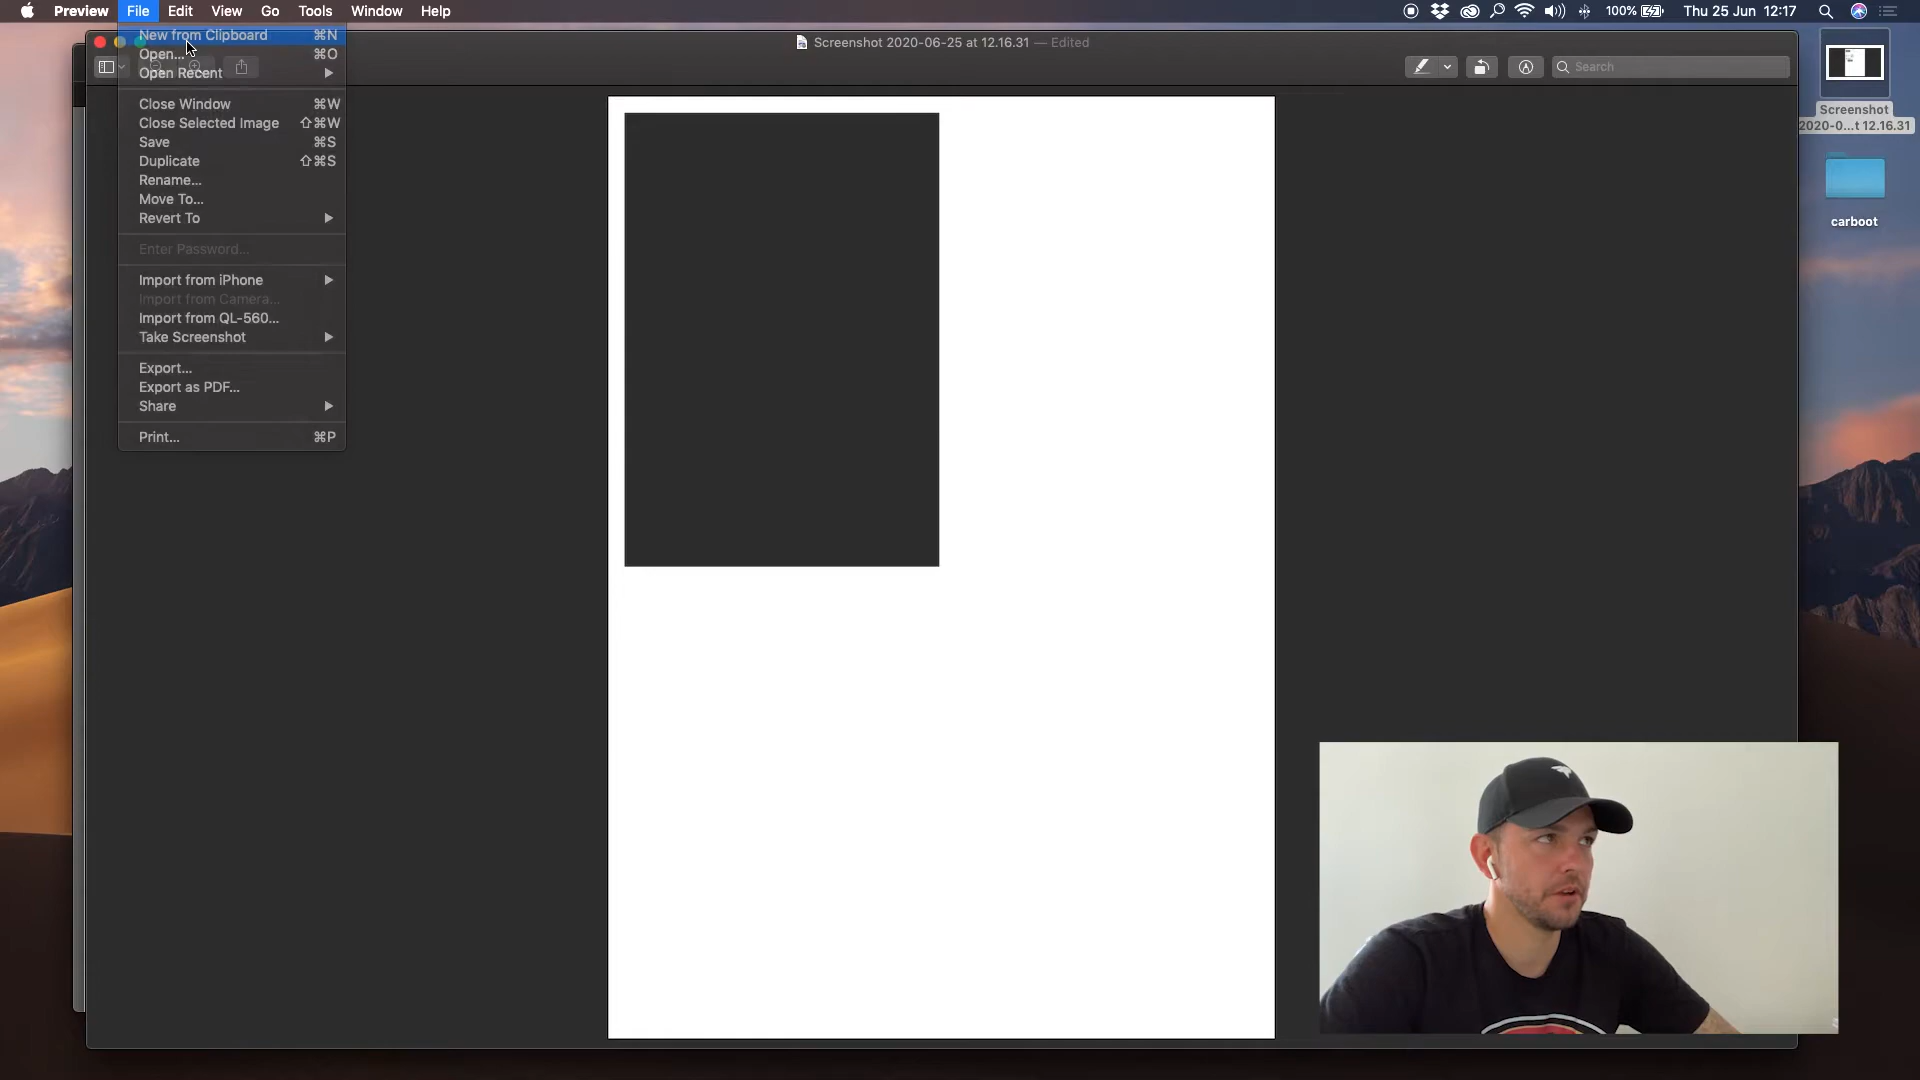 Preview File Edit View Go Tools Window Help 100% Thu 25 Jun 12:17
New from Clipboard ⌘N
Open... ⌘O
Open Recent
Close Window ⌘W
Close Selected Image ⇧⌘W
Save ⌘S
Duplicate ⇧⌘S
Rename...
Move To...
Revert To
Enter Password...
Import from iPhone
Import from Camera...
Import from QL-560...
Take Screenshot
Export...
Export as PDF...
Share
Print... ⌘P
Screenshot 2020-06-25 at 12.16.31 — Edited
Search
Screenshot
2020-0...t 12.16.31
carboot